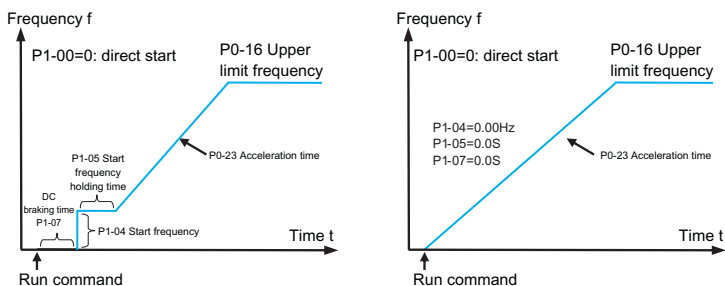 Frequency f
P1-00=0: direct start
P0-16 Upper
limit frequency
P1-05 Start
frequency
holding time
P0-23 Acceleration time
DC
braking time
P1-07
P1-04 Start frequency
Time t
Run command
Frequency f
P1-00=0: direct start
P0-16 Upper
limit frequency
P1-04=0.00Hz
P1-05=0.0S
P1-07=0.0S
P0-23 Acceleration time
Time t
Run command